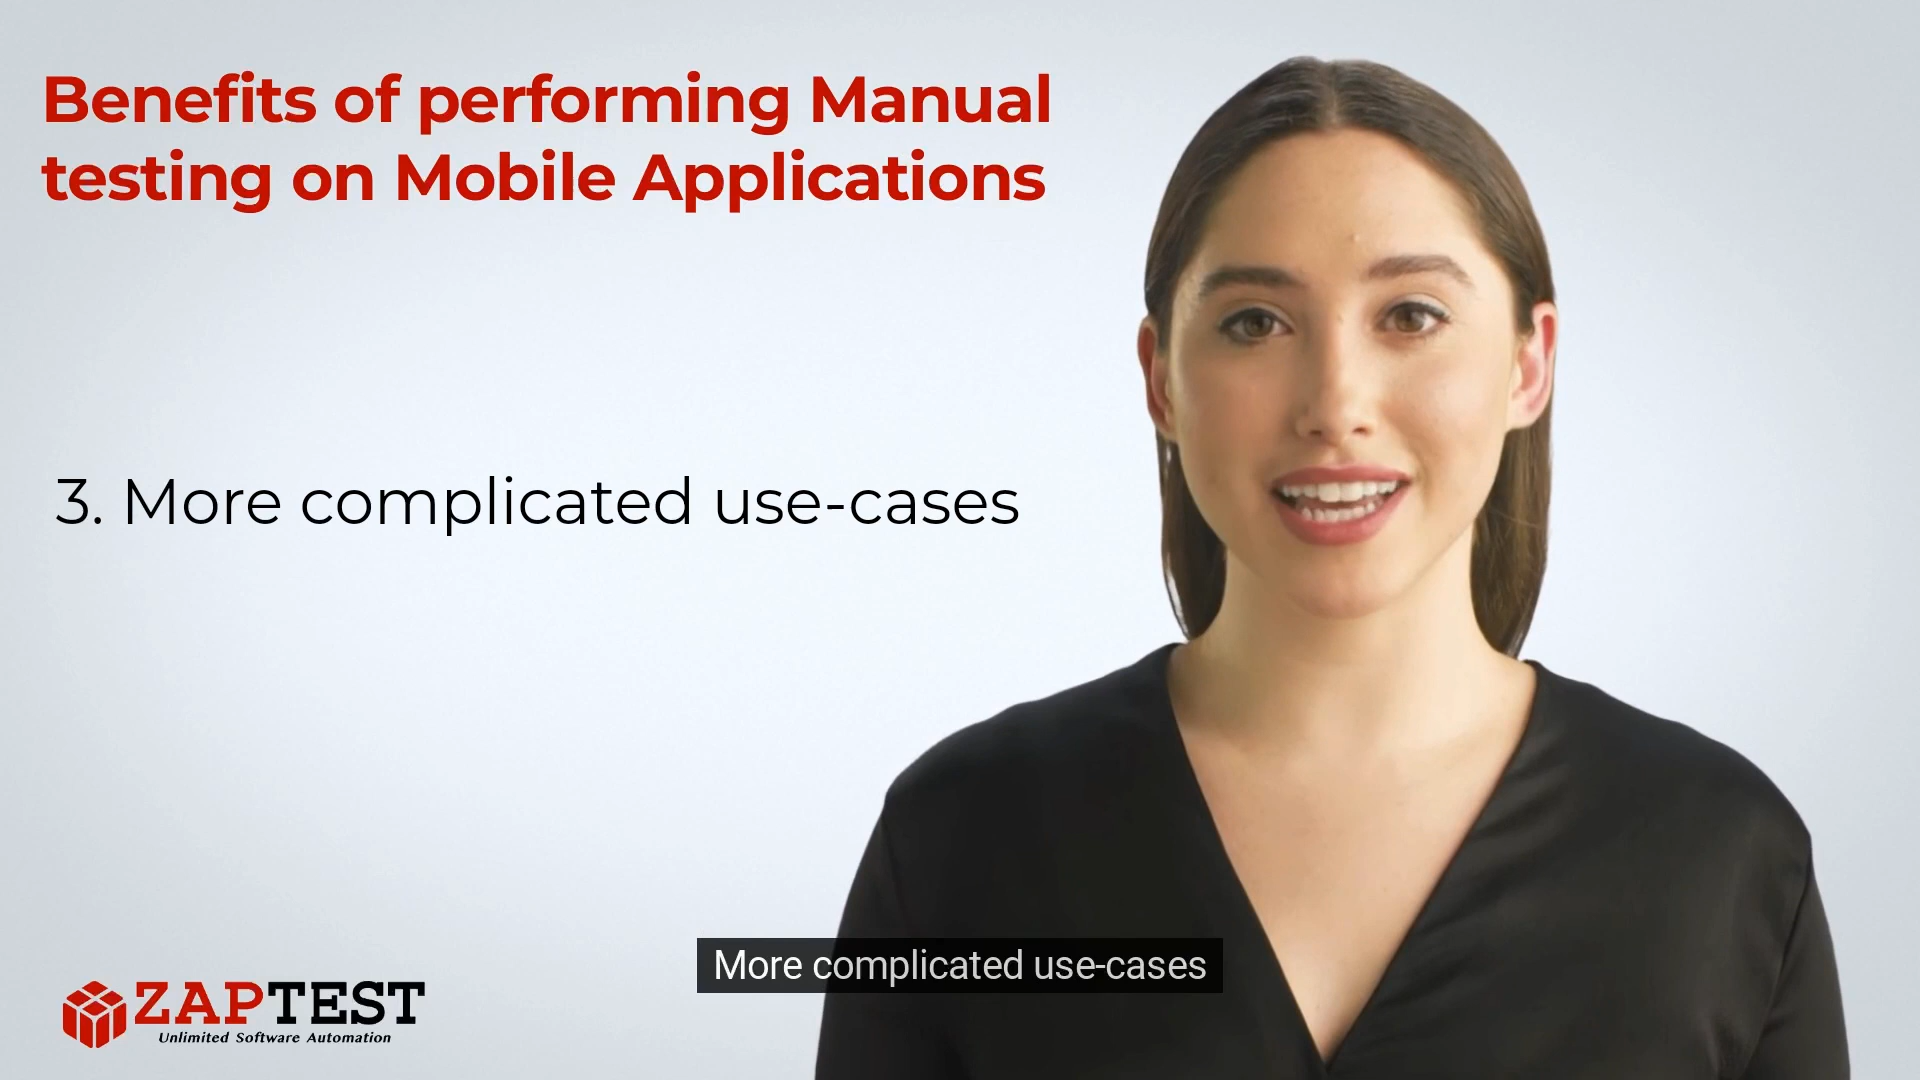 Benefits of performing Manual
testing on Mobile Applications
3. More complicated use-cases
More complicated use-cases
ZAPTEST
Unlimited Software Automation